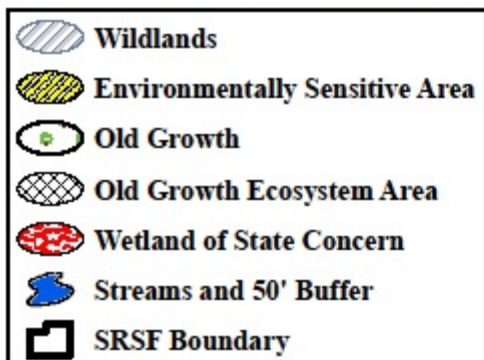 Wildlands
Environmentally Sensitive Area
Old Growth
Old Growth Ecosystem Area
Wetland of State Concern
Streams and 50' Buffer
SRSF Boundary